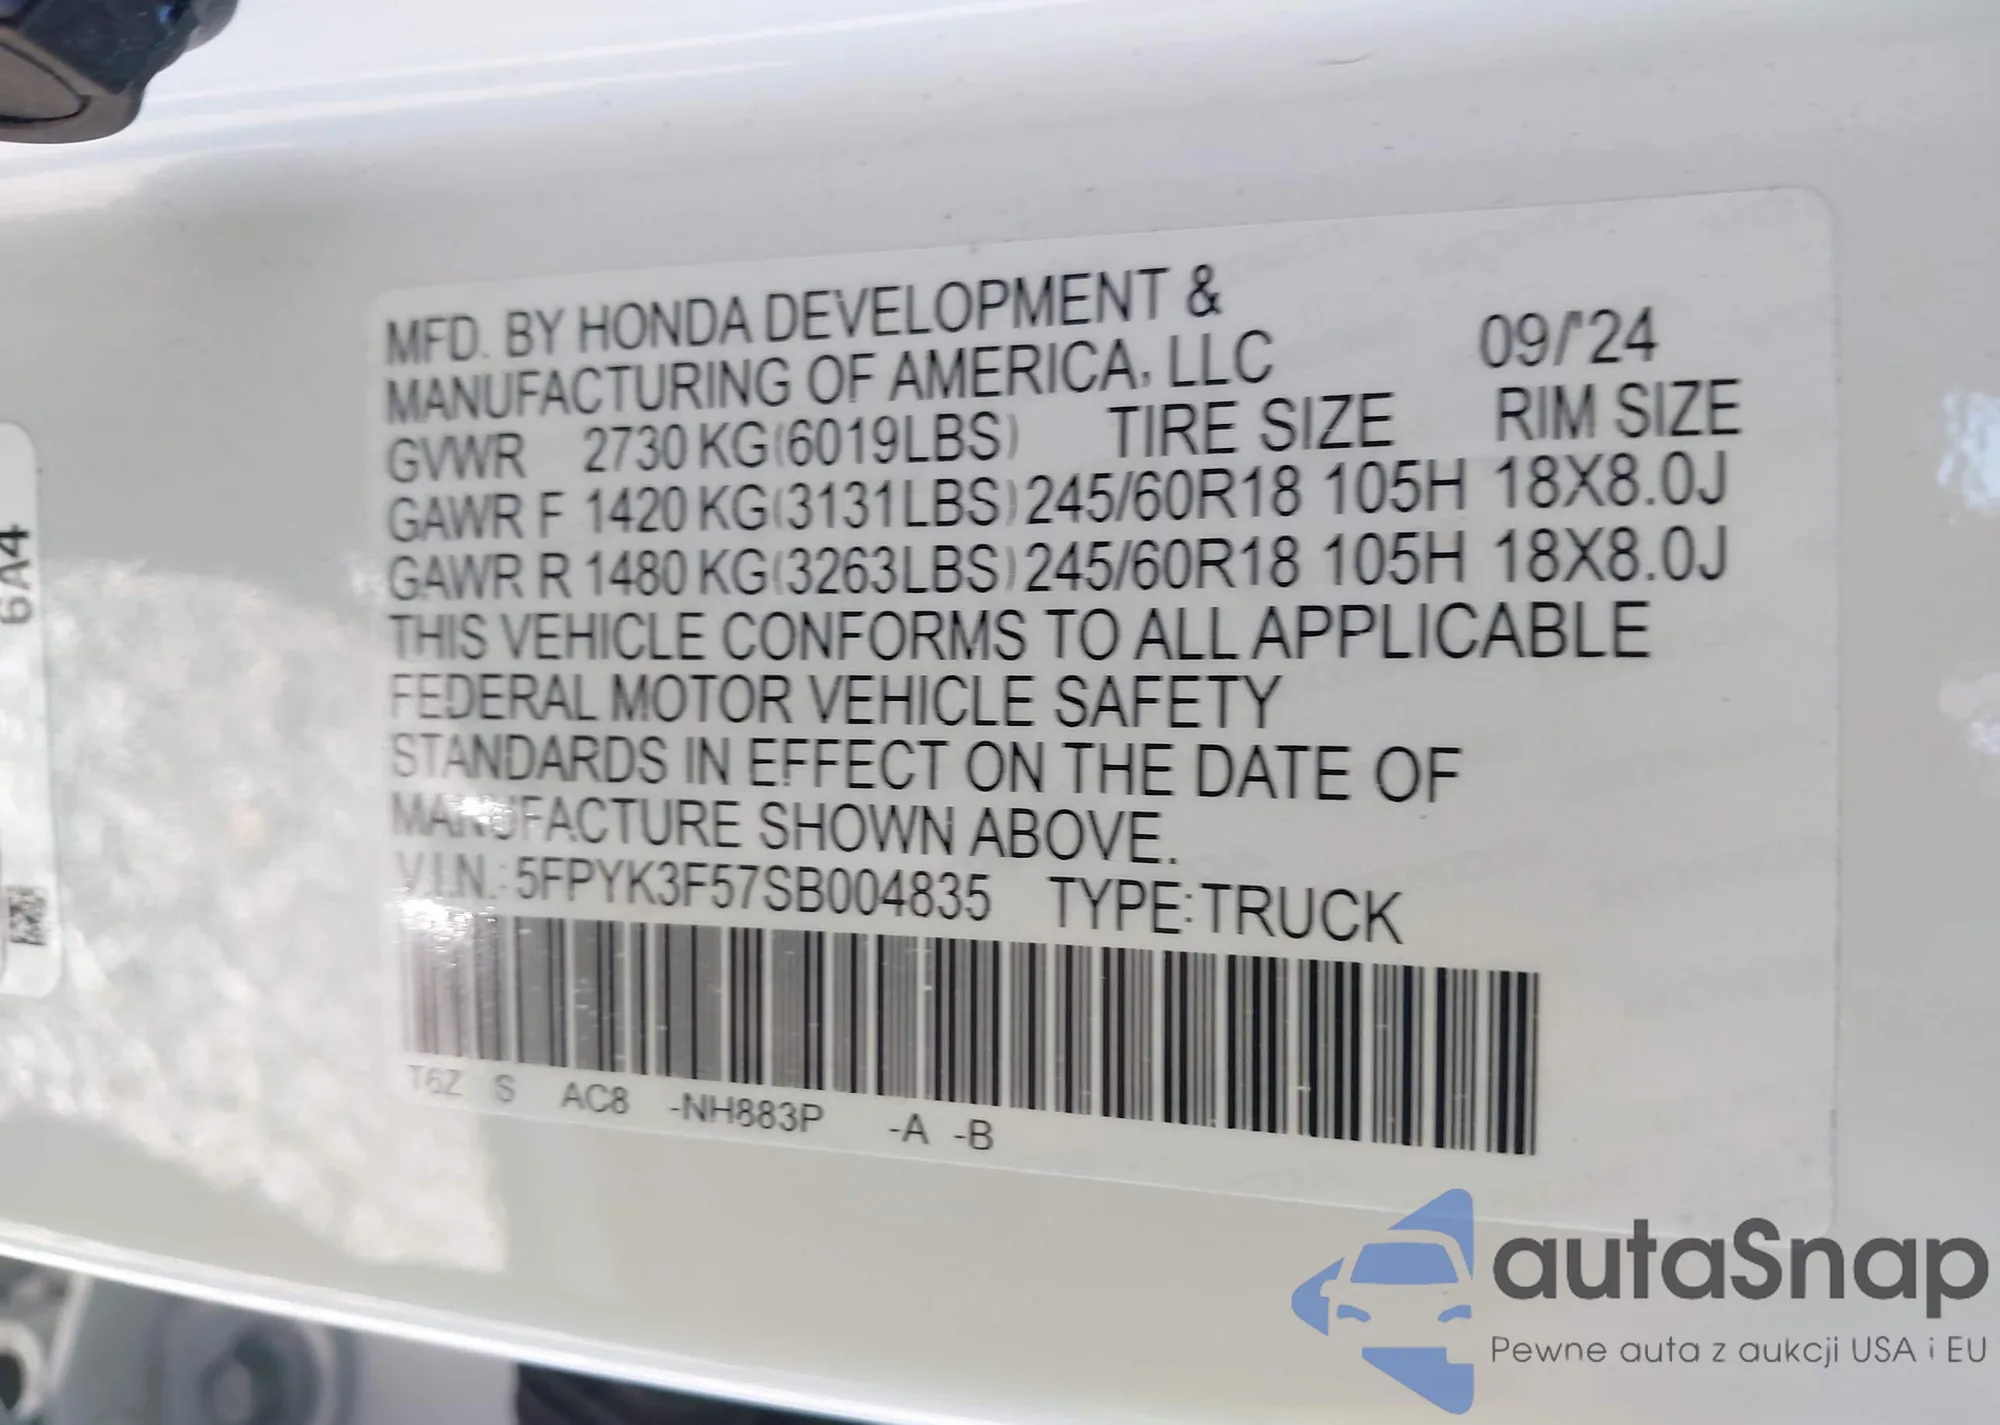 MFD. BY HONDA DEVELOPMENT &
MANUFACTURING OF AMERICA, LLC 09/'24
GVWR 2730 KG(6019LBS) TIRE SIZE RIM SIZE
GAWR F 1420 KG(3131LBS) 245/60R18 105H 18X8.0J
GAWR R 1480 KG(3263LBS) 245/60R18 105H 18X8.0J
THIS VEHICLE CONFORMS TO ALL APPLICABLE
FEDERAL MOTOR VEHICLE SAFETY
STANDARDS IN EFFECT ON THE DATE OF
MANUFACTURE SHOWN ABOVE.
V.I.N.: 5FPYK3F57SB004835 TYPE:TRUCK
T6Z S AC8 -NH883P -A -B
6A4
autaSnap
Pewne auta z aukcji USA i EU